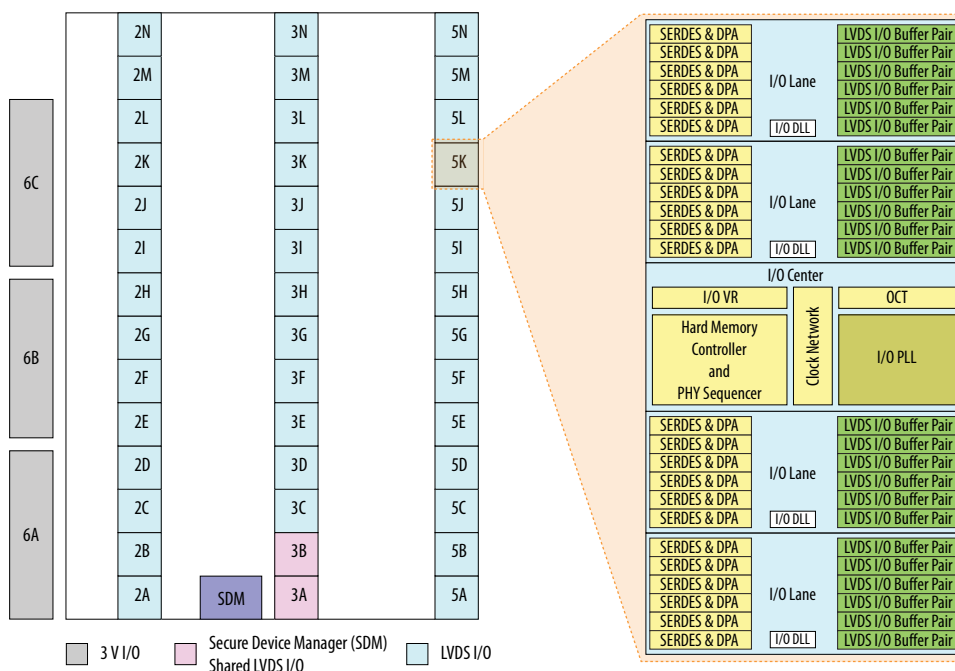 6C
6B
6A
2N
2M
2L
2K
2J
2I
2H
2G
2F
2E
2D
2C
2B
2A
SDM
3N
3M
3L
3K
3J
3I
3H
3G
3F
3E
3D
3C
3B
3A
5N
5M
5L
5K
5J
5I
5H
5G
5F
5E
5D
5C
5B
5A
3 V I/O
Secure Device Manager (SDM)
Shared LVDS I/O
LVDS I/O
SERDES & DPA
SERDES & DPA
SERDES & DPA
SERDES & DPA
SERDES & DPA
SERDES & DPA
I/O Lane
I/O DLL
LVDS I/O Buffer Pair
LVDS I/O Buffer Pair
LVDS I/O Buffer Pair
LVDS I/O Buffer Pair
LVDS I/O Buffer Pair
LVDS I/O Buffer Pair
SERDES & DPA
SERDES & DPA
SERDES & DPA
SERDES & DPA
SERDES & DPA
SERDES & DPA
I/O Lane
I/O DLL
LVDS I/O Buffer Pair
LVDS I/O Buffer Pair
LVDS I/O Buffer Pair
LVDS I/O Buffer Pair
LVDS I/O Buffer Pair
LVDS I/O Buffer Pair
I/O Center
I/O VR
Hard Memory
Controller
and
PHY Sequencer
Clock Network
OCT
I/O PLL
SERDES & DPA
SERDES & DPA
SERDES & DPA
SERDES & DPA
SERDES & DPA
SERDES & DPA
I/O Lane
I/O DLL
LVDS I/O Buffer Pair
LVDS I/O Buffer Pair
LVDS I/O Buffer Pair
LVDS I/O Buffer Pair
LVDS I/O Buffer Pair
LVDS I/O Buffer Pair
SERDES & DPA
SERDES & DPA
SERDES & DPA
SERDES & DPA
SERDES & DPA
SERDES & DPA
I/O Lane
I/O DLL
LVDS I/O Buffer Pair
LVDS I/O Buffer Pair
LVDS I/O Buffer Pair
LVDS I/O Buffer Pair
LVDS I/O Buffer Pair
LVDS I/O Buffer Pair